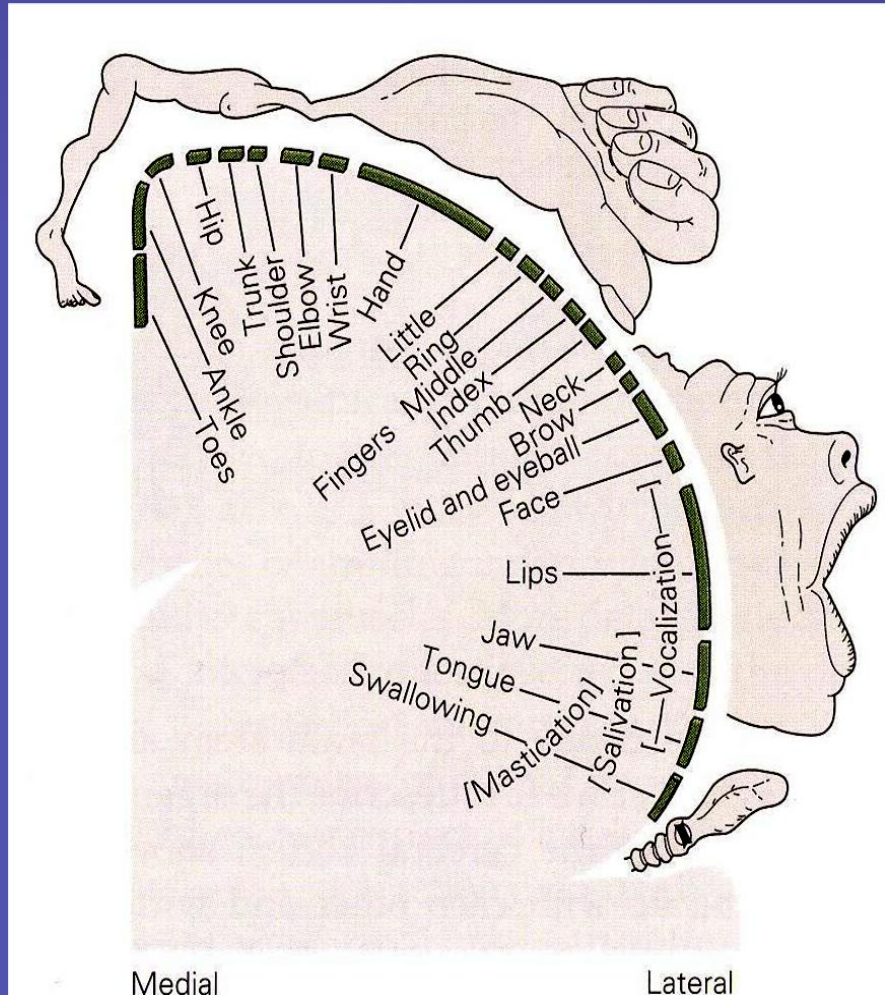 Toes
Ankle
Knee
Hip
Trunk
Shoulder
Elbow
Wrist
Hand
Little
Ring
Middle
Index
Thumb
Fingers
Neck
Brow
Eyelid and eyeball
Face
Lips
Jaw
Tongue
Swallowing
[Mastication]
[Salivation]
[Vocalization]
Medial
Lateral